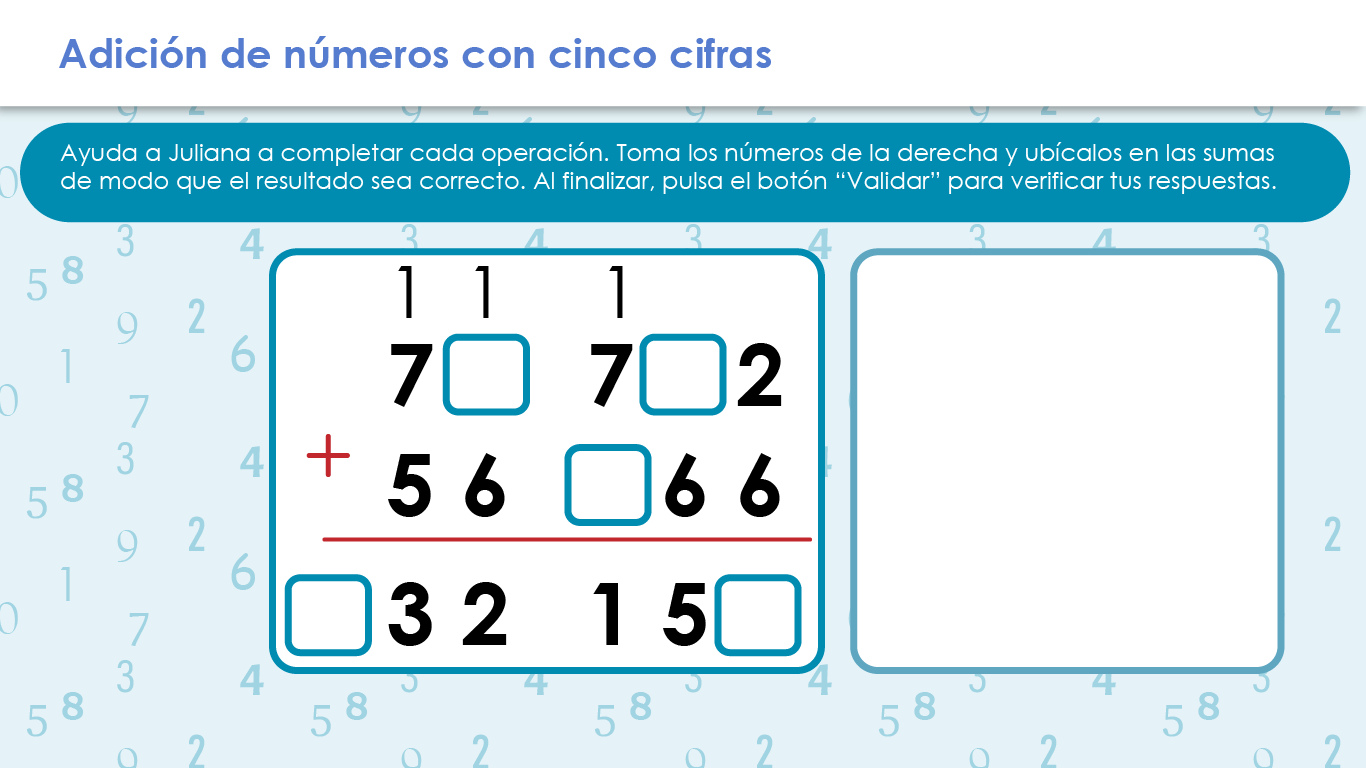 Adición de números con cinco cifras
Ayuda a Juliana a completar cada operación. Toma los números de la derecha y ubícalos en las sumas
de modo que el resultado sea correcto. Al finalizar, pulsa el botón “Validar” para verificar tus respuestas.
1 1 1
7 7 2
+ 5 6 6 6
3 2 1 5